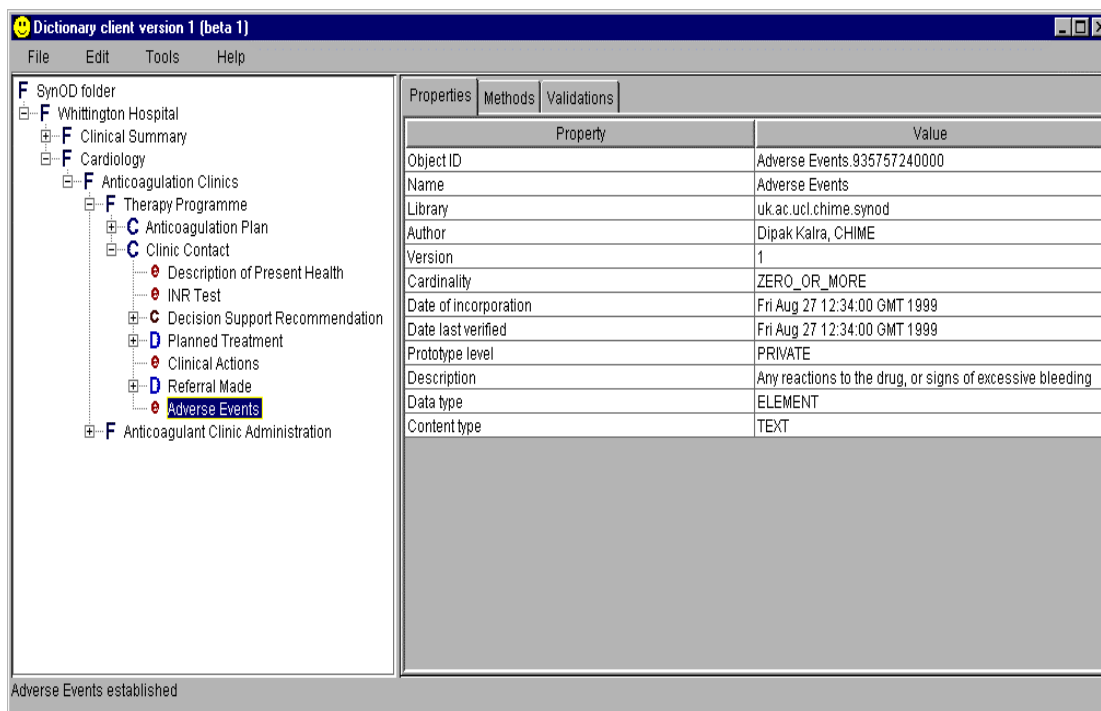 Dictionary client version 1 (beta 1)
File Edit Tools Help
F SynOD folder
F Whittington Hospital
F Clinical Summary
F Cardiology
F Anticoagulation Clinics
F Therapy Programme
C Anticoagulation Plan
C Clinic Contact
e Description of Present Health
e INR Test
C Decision Support Recommendation
D Planned Treatment
e Clinical Actions
D Referral Made
e Adverse Events
F Anticoagulant Clinic Administration
Properties Methods Validations
Property Value
Object ID Adverse Events.935757240000
Name Adverse Events
Library uk.ac.ucl.chime.synod
Author Dipak Kalra, CHIME
Version 1
Cardinality ZERO_OR_MORE
Date of incorporation Fri Aug 27 12:34:00 GMT 1999
Date last verified Fri Aug 27 12:34:00 GMT 1999
Prototype level PRIVATE
Description Any reactions to the drug, or signs of excessive bleeding
Data type ELEMENT
Content type TEXT
Adverse Events established